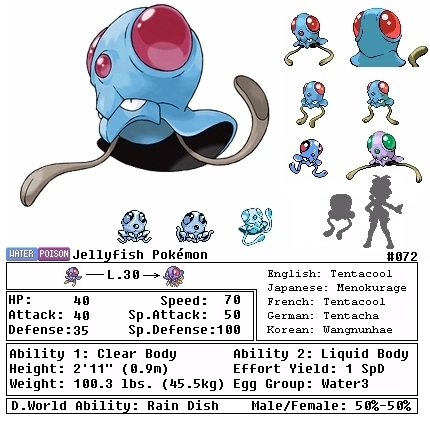 WATER POISON Jellyfish Pokémon #072
L.30
English: Tentacool
Japanese: Menokurage
French: Tentacool
German: Tentacha
Korean: Wangnunhae
HP: 40 Speed: 70
Attack: 40 Sp.Attack: 50
Defense:35 Sp.Defense:100
Ability 1: Clear Body Ability 2: Liquid Body
Height: 2'11" (0.9m) Effort Yield: 1 SpD
Weight: 100.3 lbs. (45.5kg) Egg Group: Water3
D.World Ability: Rain Dish Male/Female: 50%-50%